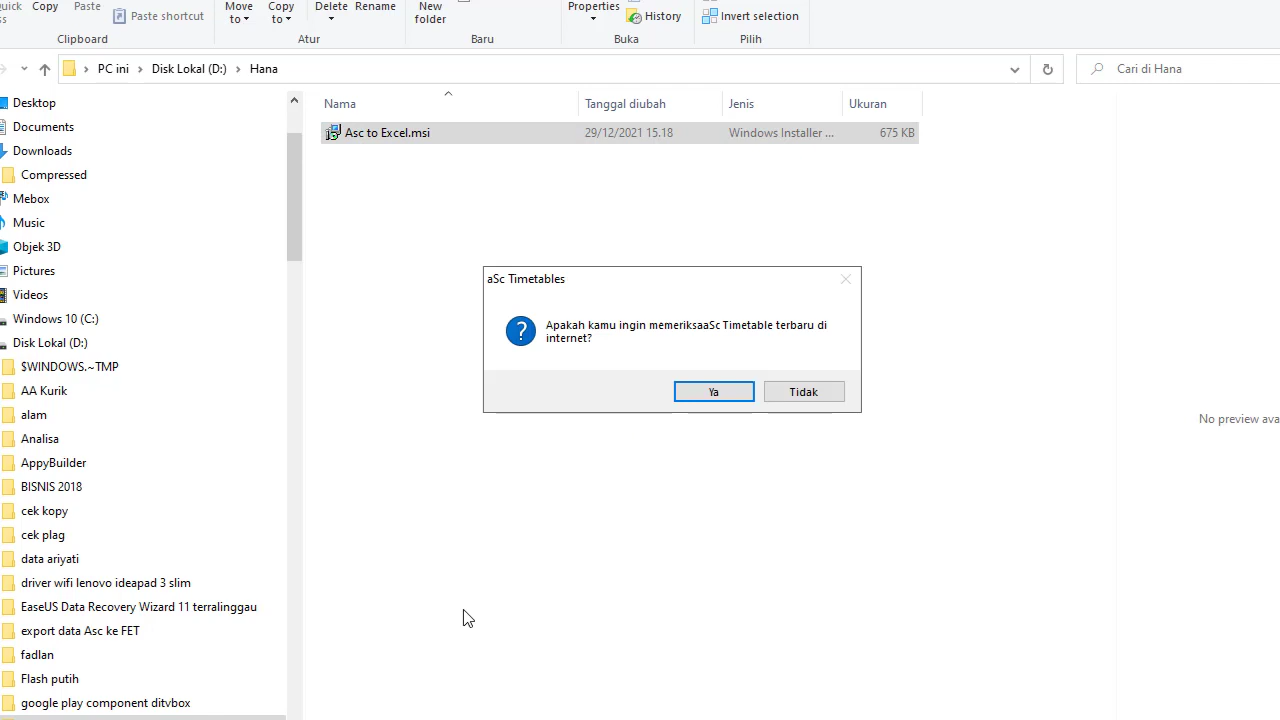 Copy
Paste
Paste shortcut
Move to
Copy to
Delete
Rename
New folder
Properties
History
Invert selection
Clipboard
Atur
Baru
Buka
Pilih
PC ini
Disk Lokal (D:)
Hana
Cari di Hana
Nama
Tanggal diubah
Jenis
Ukuran
Asc to Excel.msi
29/12/2021 15.18
Windows Installer ...
675 KB
Desktop
Documents
Downloads
Compressed
Mebox
Music
Objek 3D
Pictures
Videos
Windows 10 (C:)
Disk Lokal (D:)
$WINDOWS.~TMP
AA Kurik
alam
Analisa
AppyBuilder
BISNIS 2018
cek kopy
cek plag
data ariyati
driver wifi lenovo ideapad 3 slim
EaseUS Data Recovery Wizard 11 terralinggau
export data Asc ke FET
fadlan
Flash putih
google play component ditvbox
aSc Timetables
Apakah kamu ingin memeriksaaSc Timetable terbaru di
internet?
Ya
Tidak
No preview ava